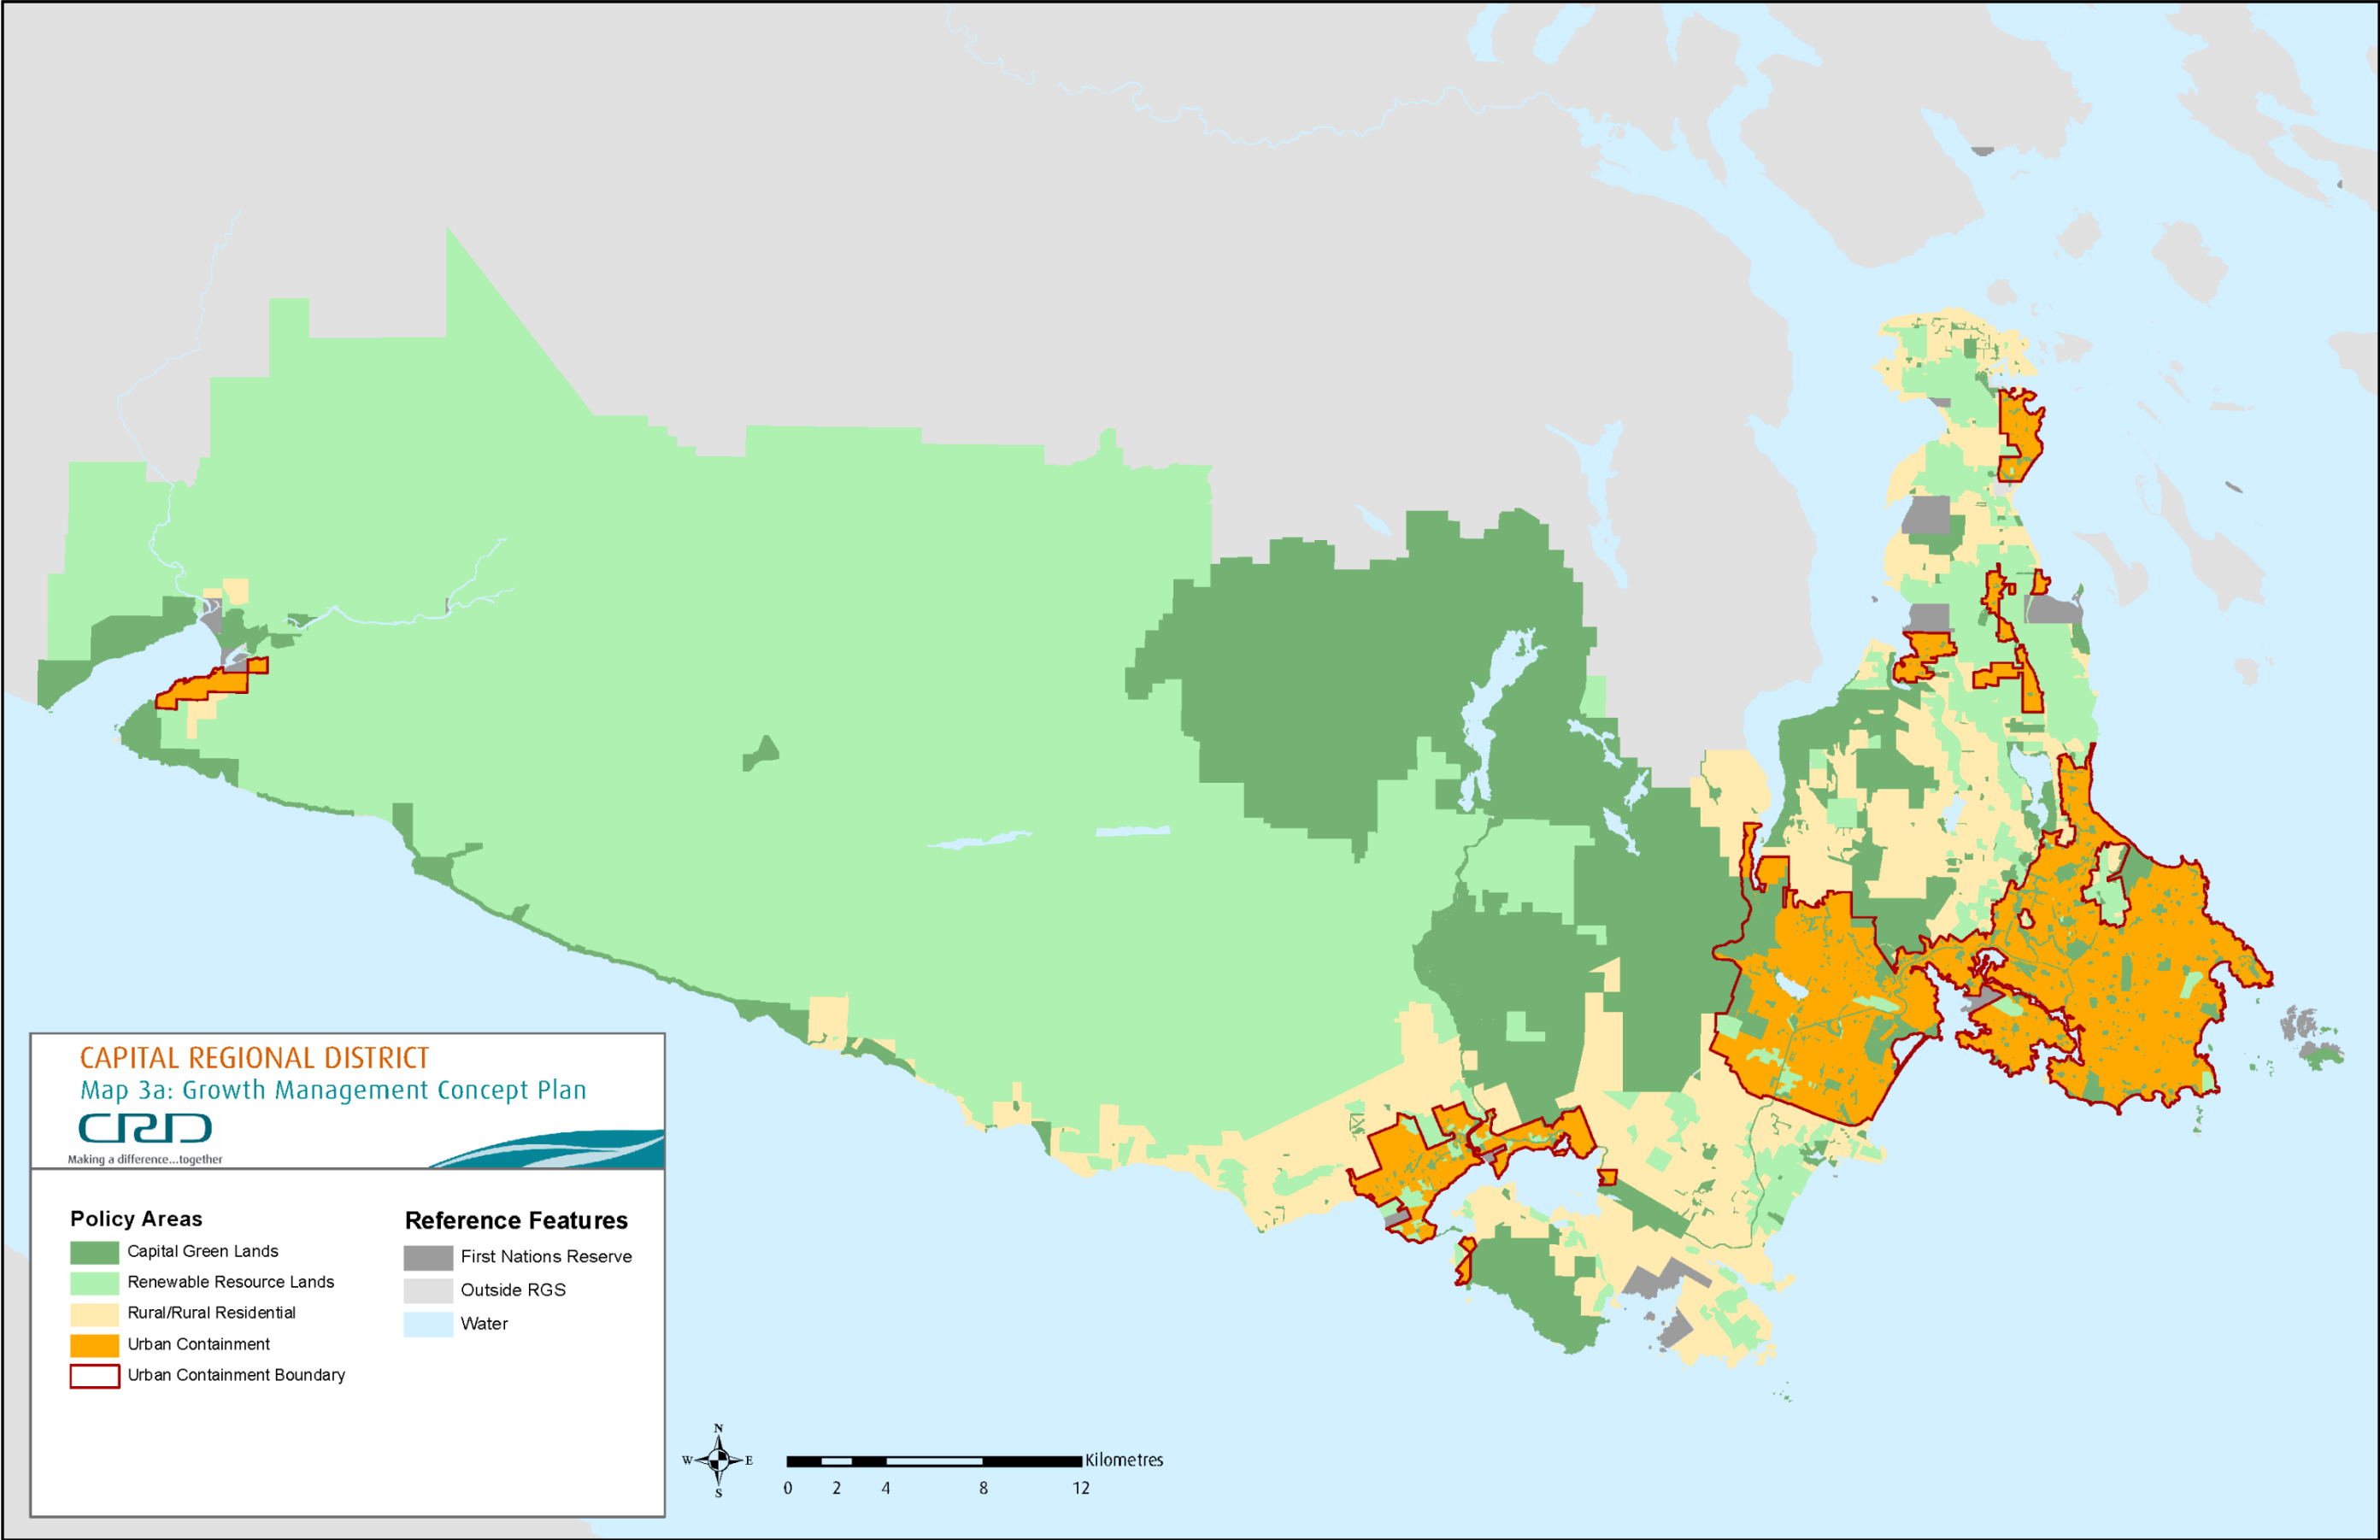 CAPITAL REGIONAL DISTRICT
Map 3a: Growth Management Concept Plan
CRD
Making a difference...together
Policy Areas
Capital Green Lands
Renewable Resource Lands
Rural/Rural Residential
Urban Containment
Urban Containment Boundary
Reference Features
First Nations Reserve
Outside RGS
Water
N
W E
S
Kilometres
0 2 4 8 12